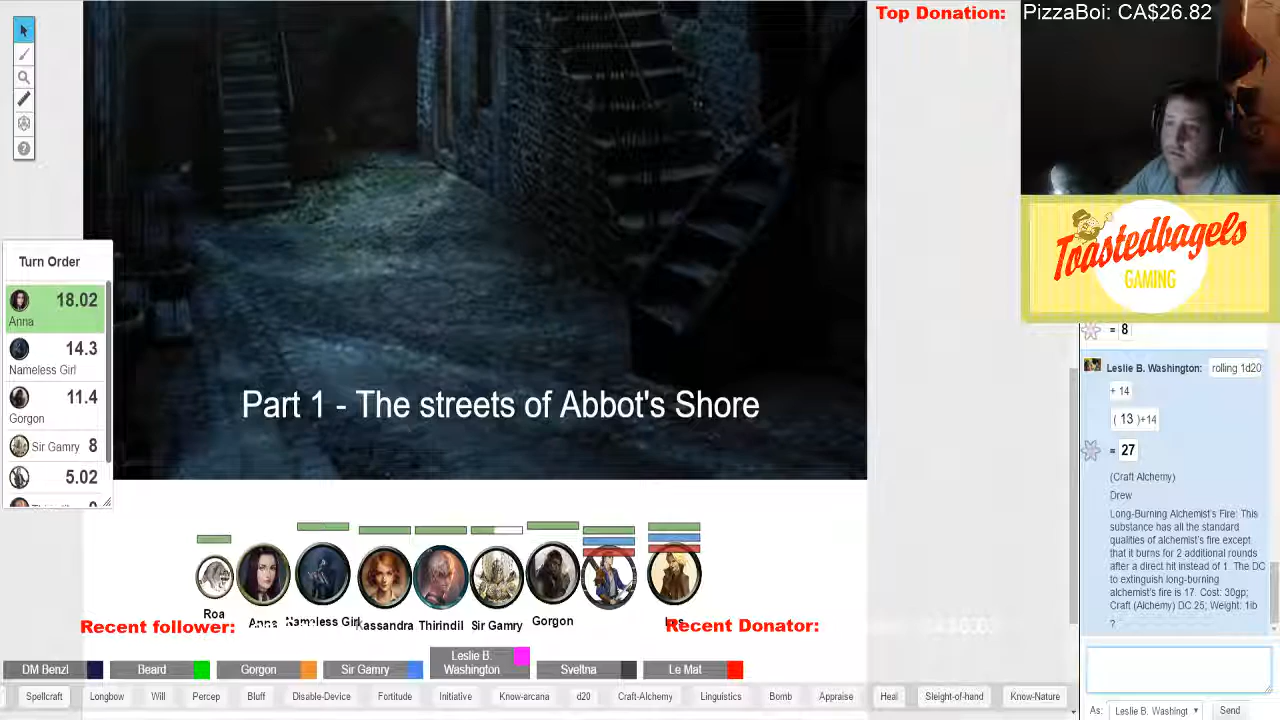 Top Donation: PizzaBoi: CA$26.82
Toastedbagels
GAMING
Turn Order
18.02
Anna
14.3
Nameless Girl
11.4
Gorgon
Sir Gamry 8
5.02
Part 1 - The streets of Abbot's Shore
= 8
Leslie B. Washington: rolling 1d20
+ 14
( 13 )+14
= 27
(Craft Alchemy)
Drew
Long-Burning Alchemist's Fire: This
substance has all the standard
qualities of alchemist's fire except
that it burns for 2 additional rounds
after a direct hit instead of 1. The DC
to extinguish long-burning
alchemist's fire is 17. Cost: 30gp;
Craft (Alchemy) DC 25; Weight: 1lb
?
Roa Anna Nameless Girl Kassandra Thirindil Sir Gamry Gorgon
Recent follower: Recent Donator:
DM Benzl Beard Gorgon Sir Gamry Leslie B. Washington Sveltna Le Mat
Spellcraft Longbow Will Percep Bluff Disable-Device Fortitude Initiative Know-arcana d20 Craft-Alchemy Linguistics Bomb Appraise Heal Sleight-of-hand Know-Nature
As: Leslie B. Washingt Send